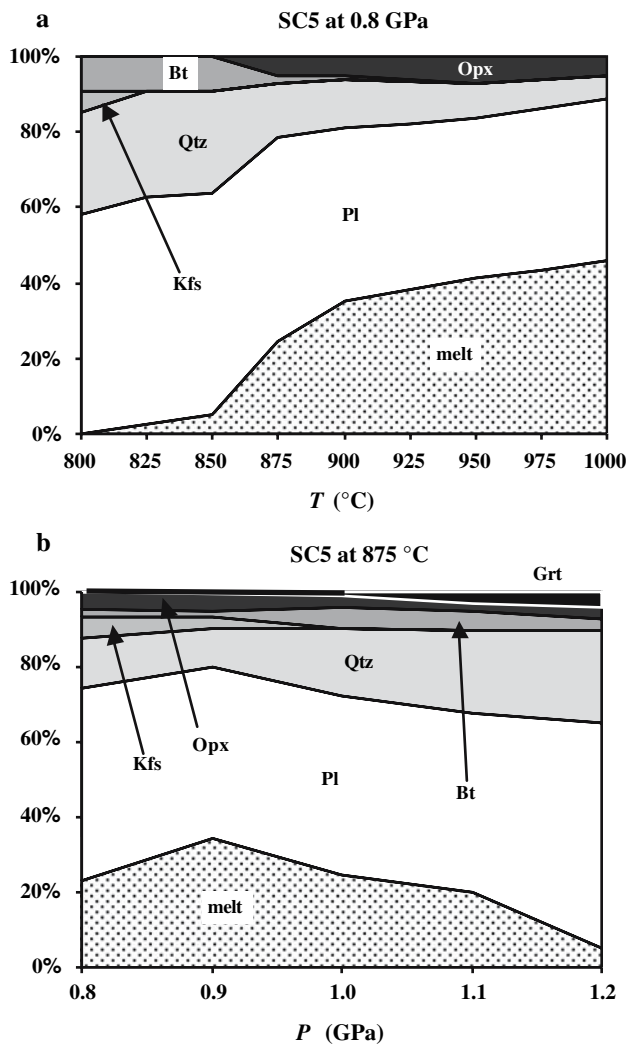 a
SC5 at 0.8 GPa
100%
80%
60%
40%
20%
0%
Bt
Opx
Qtz
Pl
Kfs
melt
800 825 850 875 900 925 950 975 1000
T (°C)
b
SC5 at 875 °C
Grt
100%
80%
60%
40%
20%
0%
Qtz
Opx
Kfs
Pl
Bt
melt
0.8 0.9 1.0 1.1 1.2
P (GPa)